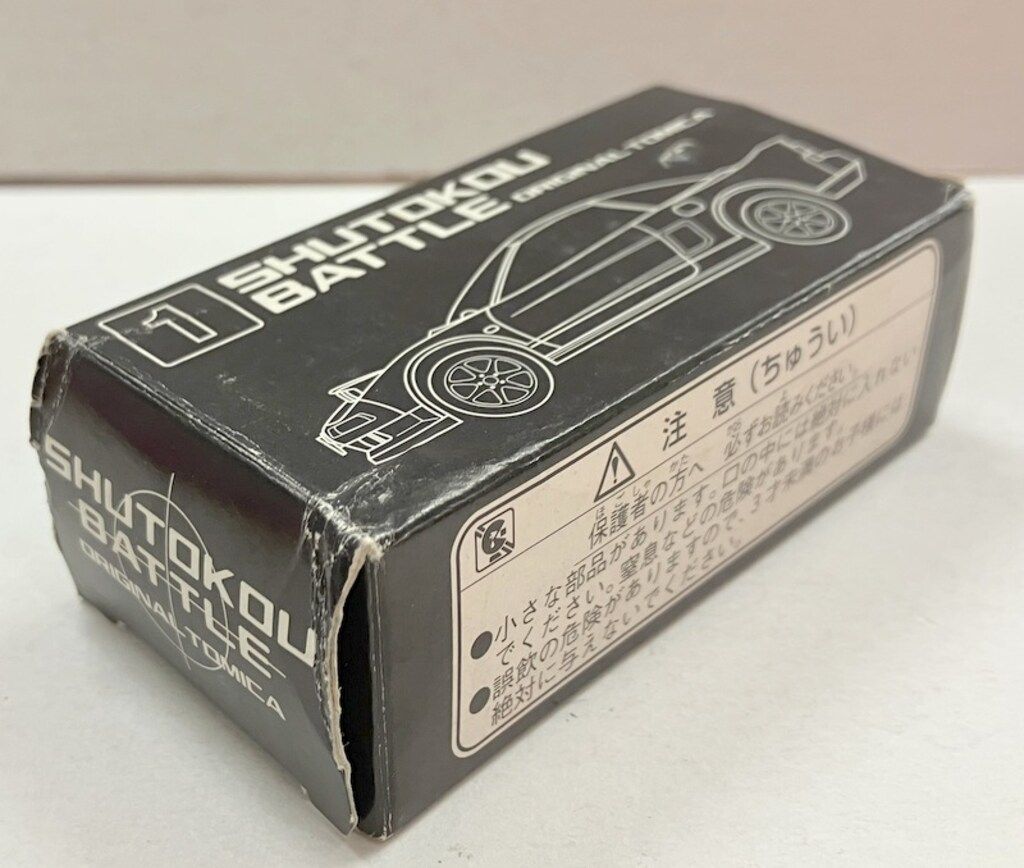 1
SHUTOKOU
BATTLE ORIGINAL TOMICA
SHUTOKOU
BATTLE
ORIGINAL TOMICA
注意(ちゅうい)
保護者の方へ 必ずお読みください。
●小さな部品があります。口の中には絶対に入れない
でください。窒息などの危険があります。
●誤飲の危険がありますので、3才未満のお子様には
絶対に与えないでください。